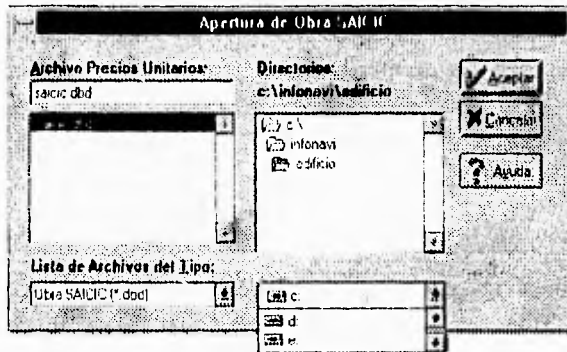 Apertura de Obra SAICIC
Archivo Precios Unitarios:
saicic.dbd
Directorios:
c:\infonavi\edificio
c:\
infonavi
edificio
Aceptar
Cancelar
Ayuda
Lista de Archivos del Tipo:
Obra SAICIC (*.dbd)
c:
d:
e: